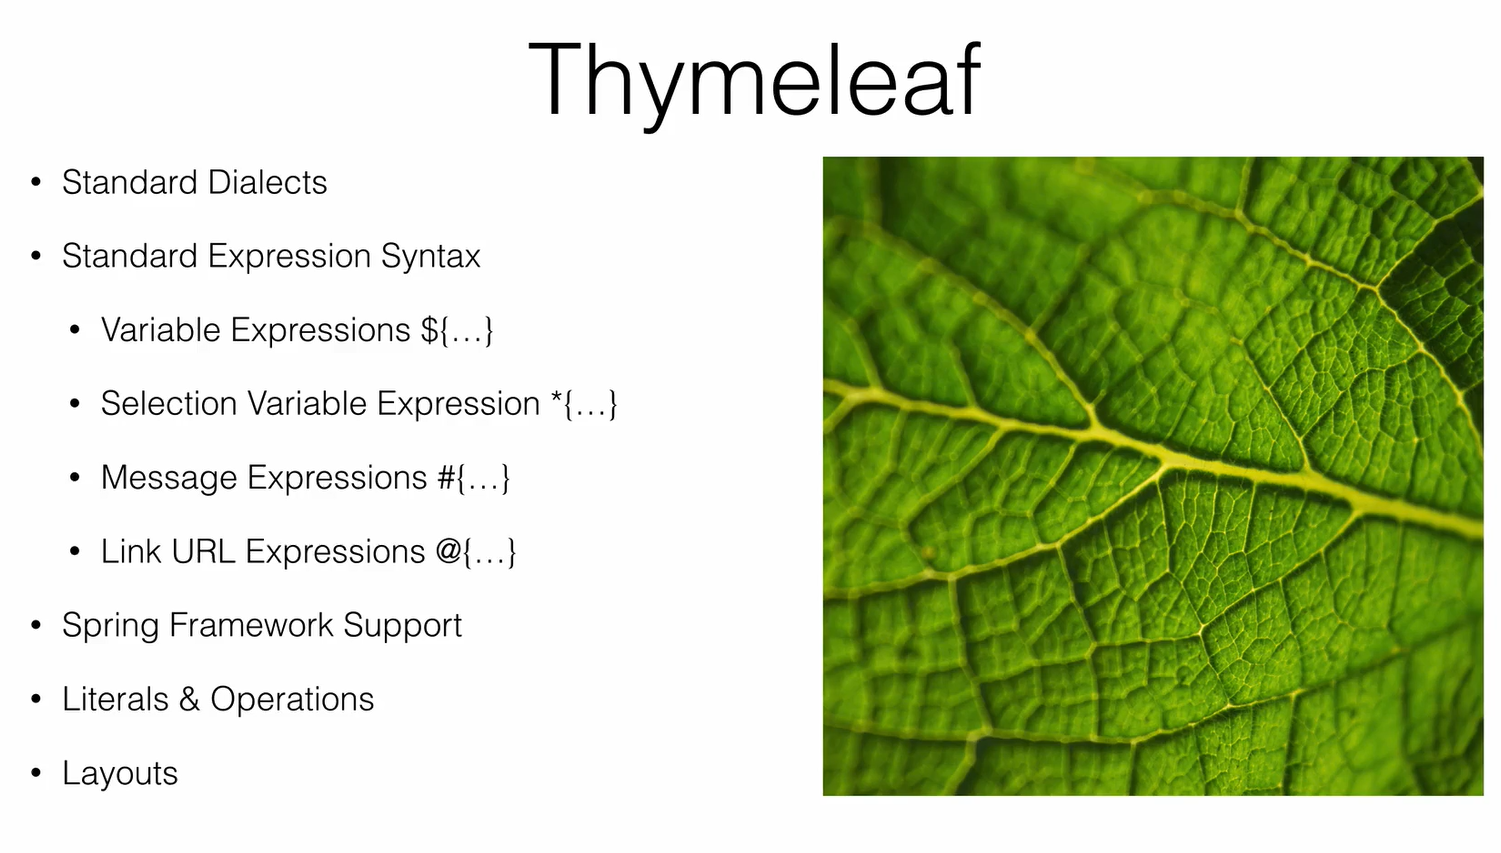 Thymeleaf
• Standard Dialects
• Standard Expression Syntax
• Variable Expressions ${…}
• Selection Variable Expression *{…}
• Message Expressions #{…}
• Link URL Expressions @{…}
• Spring Framework Support
• Literals & Operations
• Layouts